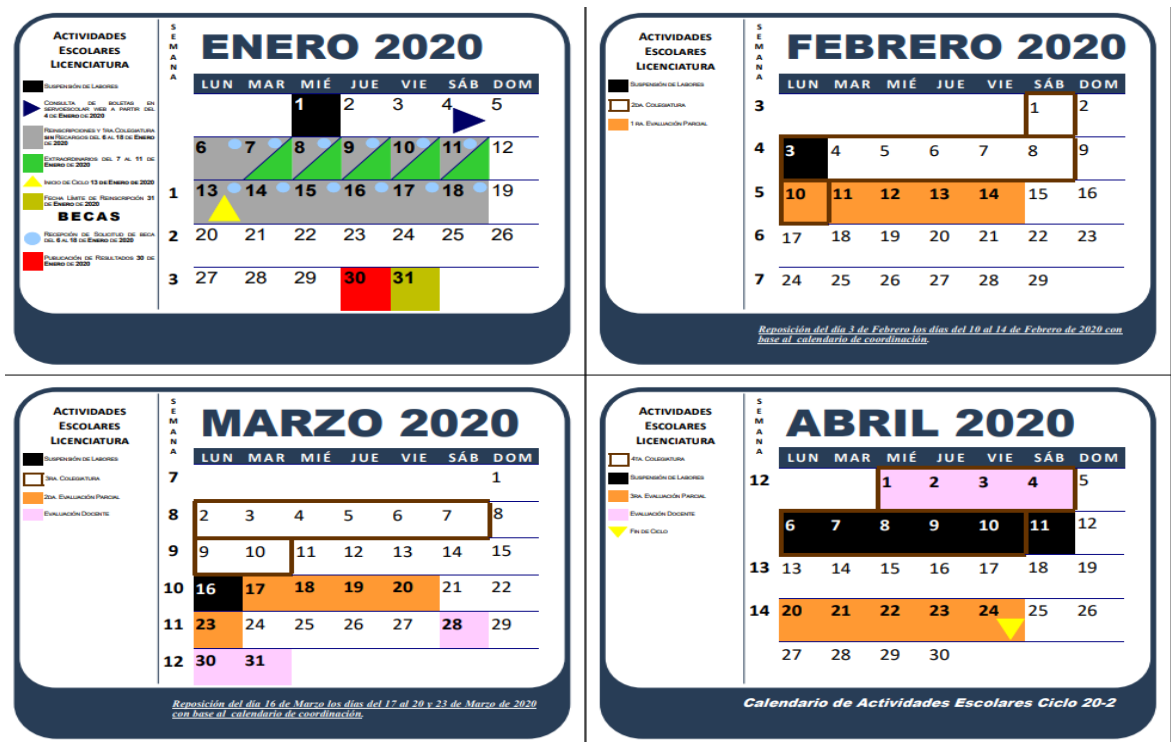 ACTIVIDADES
ESCOLARES
LICENCIATURA
SUSPENSIÓN DE LABORES
CONSULTA DE BOLETAS EN
SERVOESCOLAR WEB A PARTIR DEL
4 DE ENERO DE 2020
REINSCRIPCIONES Y 1RA.COLEGIATURA
SIN RECARGOS DEL 6 AL 18 DE ENERO
DE 2020
EXTRAORDINARIOS DEL 7 AL 11 DE
ENERO DE 2020
INICIO DE CICLO 13 DE ENERO DE 2020
FECHA LÍMITE DE REINSCRIPCIÓN 31
DE ENERO DE 2020
BECAS
RECEPCIÓN DE SOLICITUD DE BECA
DEL 6 AL 18 DE ENERO DE 2020
PUBLICACIÓN DE RESULTADOS 30 DE
ENERO DE 2020
SEMANA
ENERO 2020
LUN MAR MIÉ JUE VIE SÁB DOM
1 2 3 4 5
6 7 8 9 10 11 12
1 13 14 15 16 17 18 19
2 20 21 22 23 24 25 26
3 27 28 29 30 31
ACTIVIDADES
ESCOLARES
LICENCIATURA
SUSPENSIÓN DE LABORES
2DA. COLEGIATURA
1 RA. EVALUACIÓN PARCIAL
SEMANA
FEBRERO 2020
LUN MAR MIÉ JUE VIE SÁB DOM
3 1 2
4 3 4 5 6 7 8 9
5 10 11 12 13 14 15 16
6 17 18 19 20 21 22 23
7 24 25 26 27 28 29
Reposición del día 3 de Febrero los días del 10 al 14 de Febrero de 2020 con
base al calendario de coordinación.
ACTIVIDADES
ESCOLARES
LICENCIATURA
SUSPENSIÓN DE LABORES
3RA. COLEGIATURA
2DA. EVALUACIÓN PARCIAL
EVALUACIÓN DOCENTE
SEMANA
MARZO 2020
LUN MAR MIÉ JUE VIE SÁB DOM
7 1
8 2 3 4 5 6 7 8
9 9 10 11 12 13 14 15
10 16 17 18 19 20 21 22
11 23 24 25 26 27 28 29
12 30 31
Reposición del día 16 de Marzo los días del 17 al 20 y 23 de Marzo de 2020
con base al calendario de coordinación.
ACTIVIDADES
ESCOLARES
LICENCIATURA
4TA. COLEGIATURA
SUSPENSIÓN DE LABORES
3RA. EVALUACIÓN PARCIAL
EVALUACIÓN DOCENTE
FIN DE CICLO
SEMANA
ABRIL 2020
LUN MAR MIÉ JUE VIE SÁB DOM
12 1 2 3 4 5
6 7 8 9 10 11 12
13 13 14 15 16 17 18 19
14 20 21 22 23 24 25 26
27 28 29 30
Calendario de Actividades Escolares Ciclo 20-2